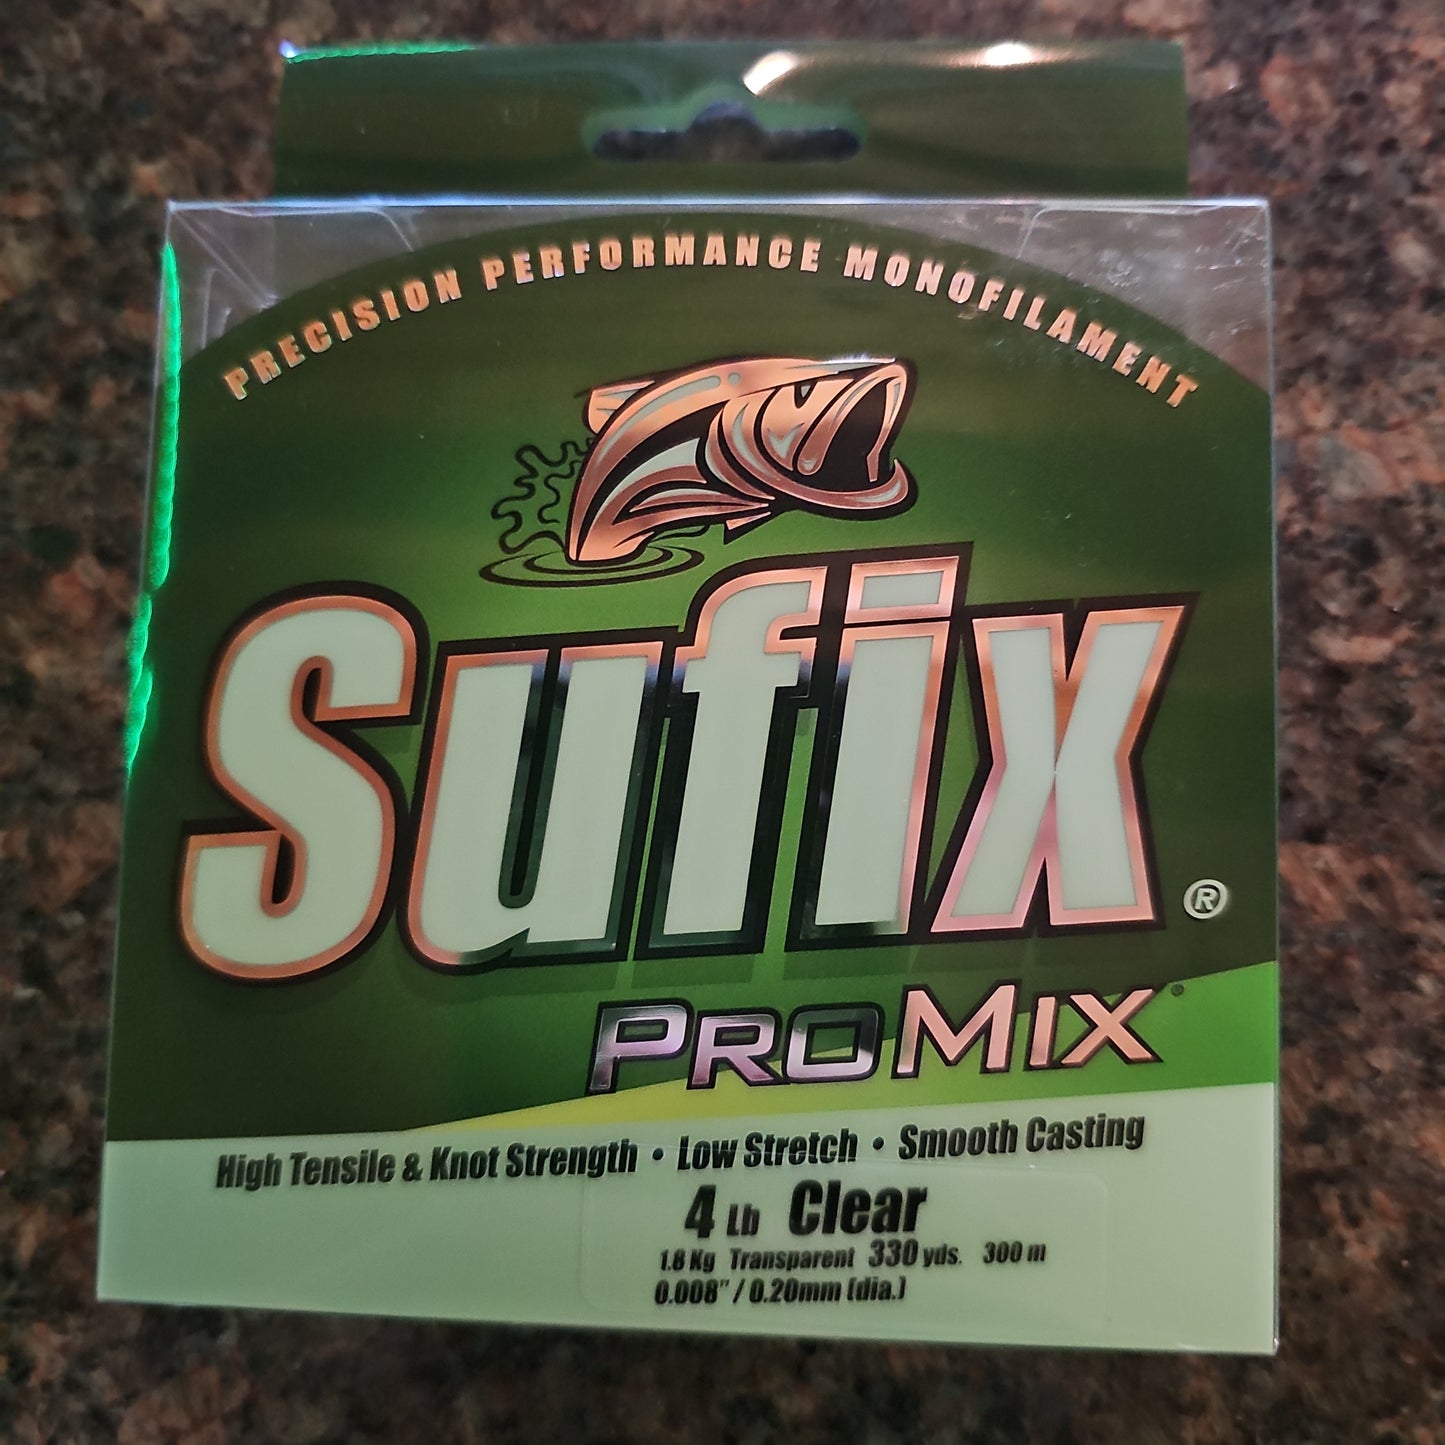 PRECISION PERFORMANCE MONOFILAMENT
Sufix®
PROMIX®
High Tensile & Knot Strength • Low Stretch • Smooth Casting
4 Lb Clear
1.8 Kg Transparent 330 yds. 300 m
0.008" / 0.20mm (dia.)